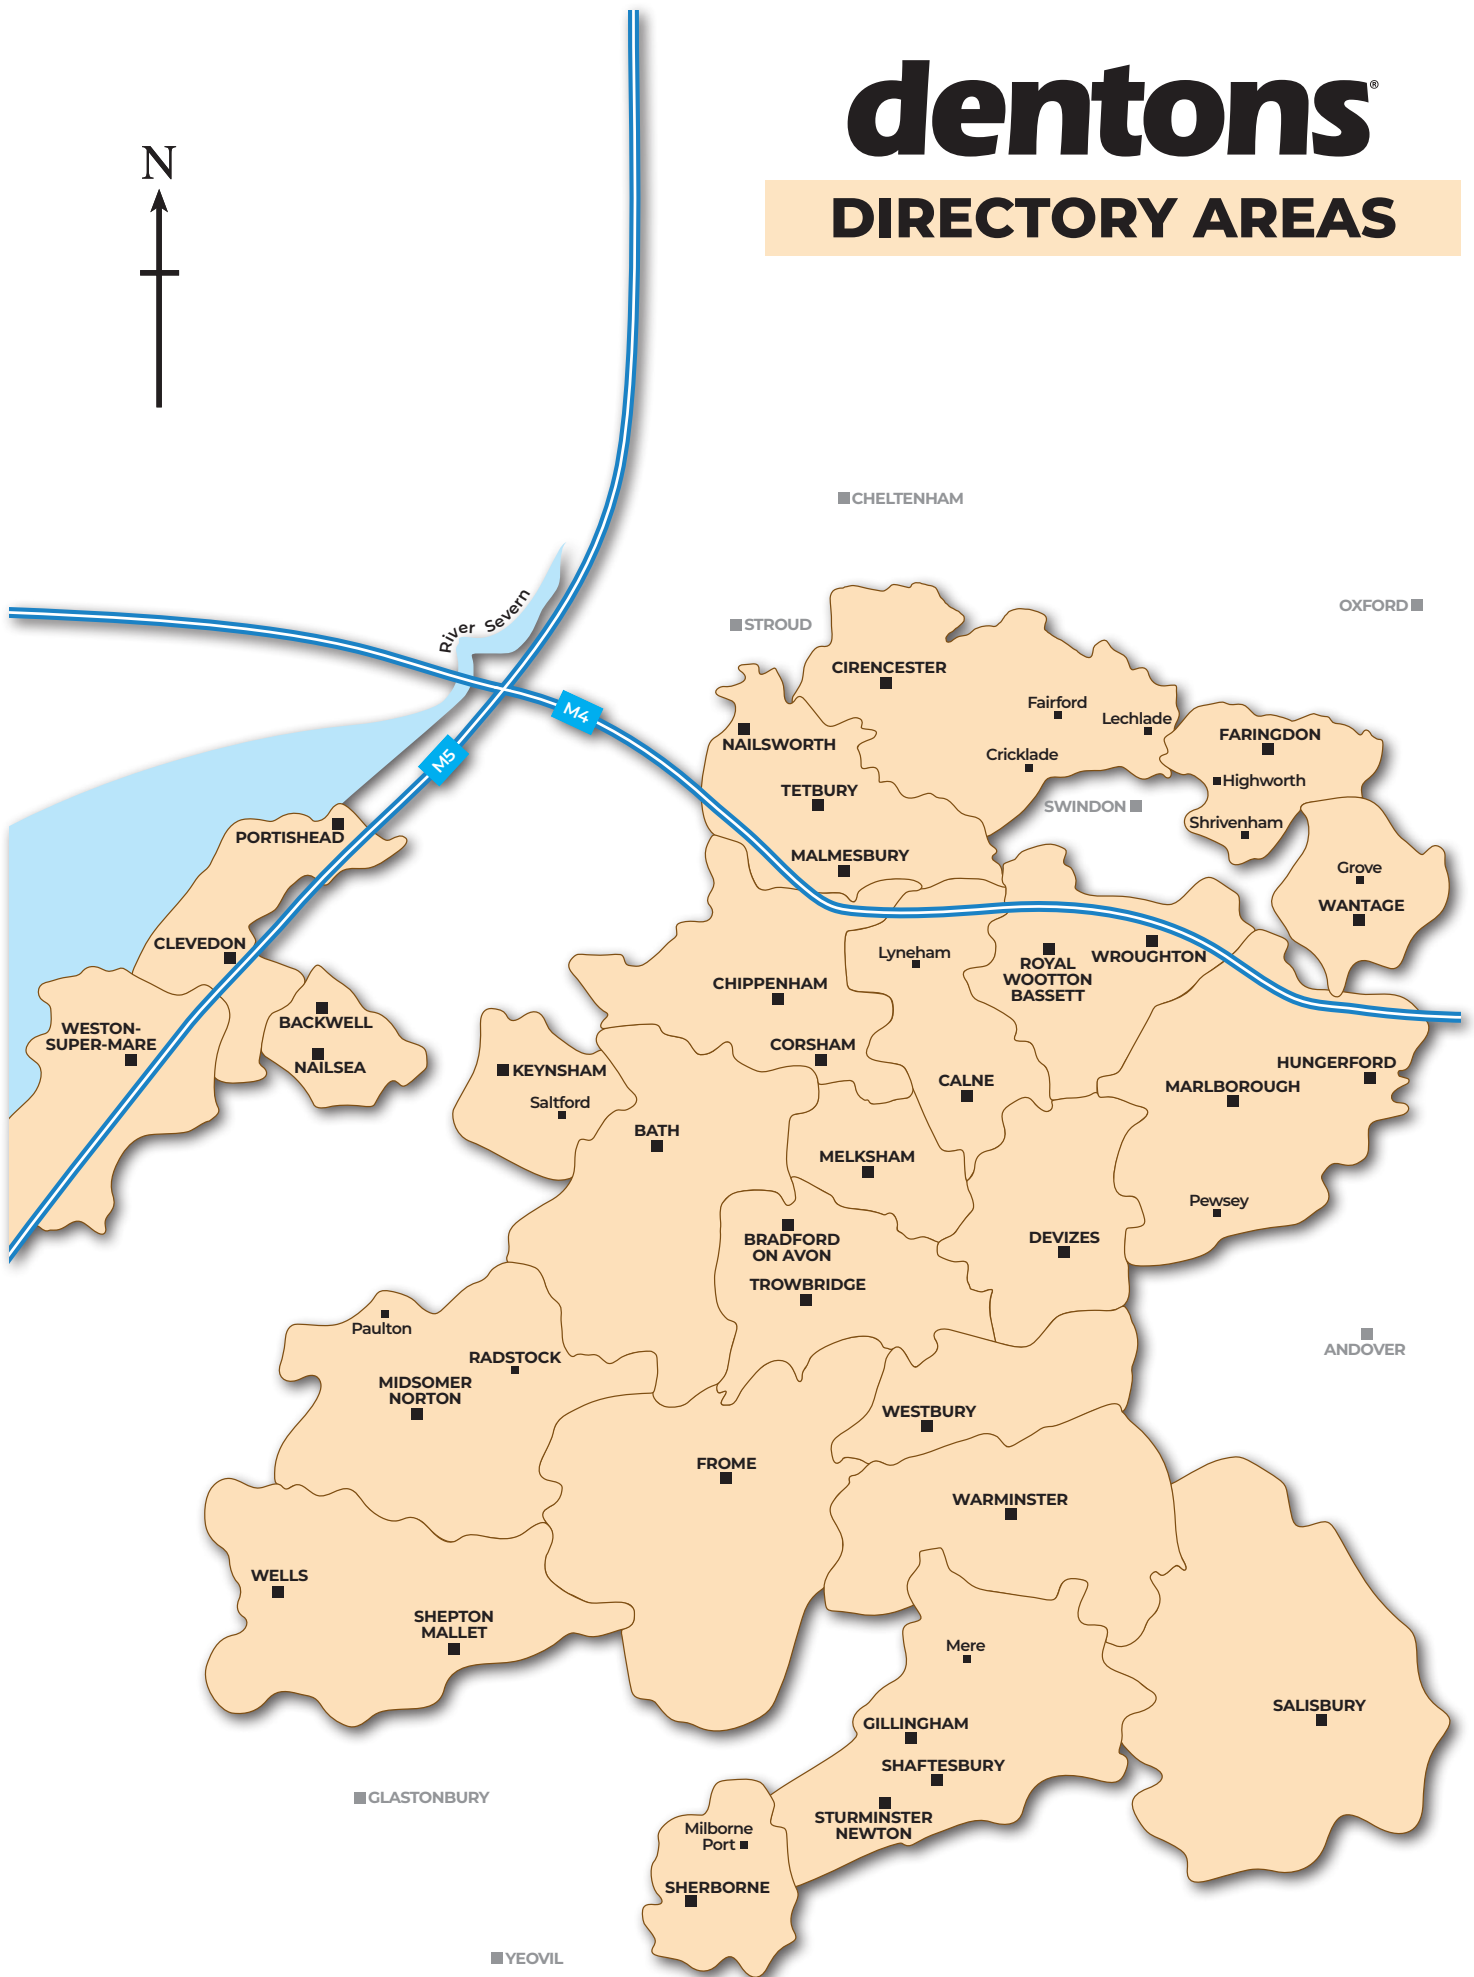 dentons®
DIRECTORY AREAS
N
CHELTENHAM
OXFORD
River Severn
STROUD
CIRENCESTER
Fairford
Lechlade
M4
NAILSWORTH
FARINGDON
Cricklade
M5
Highworth
TETBURY
SWINDON
Shrivenham
PORTISHEAD
MALMESBURY
Grove
WANTAGE
CLEVEDON
Lyneham
WROUGHTON
ROYAL
WOOTTON
BASSETT
CHIPPENHAM
BACKWELL
WESTON-
SUPER-MARE
CORSHAM
NAILSEA
KEYNSHAM
HUNGERFORD
CALNE
MARLBOROUGH
Saltford
BATH
MELKSHAM
Pewsey
BRADFORD
ON AVON
DEVIZES
TROWBRIDGE
Paulton
ANDOVER
RADSTOCK
MIDSOMER
NORTON
WESTBURY
FROME
WARMINSTER
WELLS
SHEPTON
MALLET
Mere
SALISBURY
GILLINGHAM
SHAFTESBURY
GLASTONBURY
STURMINSTER
NEWTON
Milborne
Port
SHERBORNE
YEOVIL